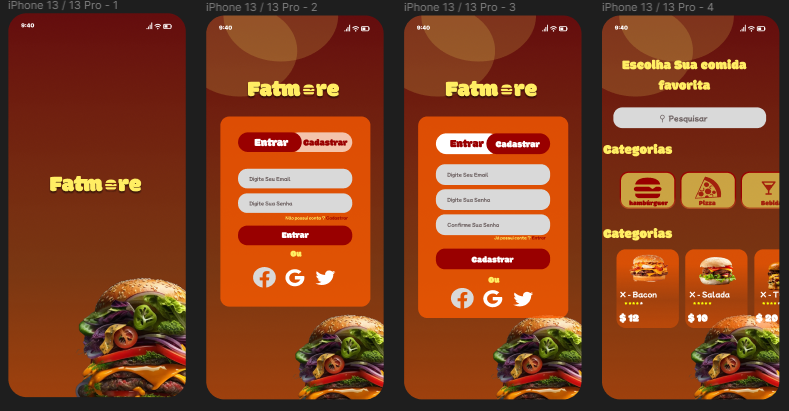 iPhone 13 / 13 Pro - 1
9:40
Fatmore
iPhone 13 / 13 Pro - 2
9:40
Fatmore
Entrar
Cadastrar
Digite Seu Email
Digite Sua Senha
Não possui conta ? Cadastrar
Entrar
Ou
iPhone 13 / 13 Pro - 3
9:40
Fatmore
Entrar
Cadastrar
Digite Seu Email
Digite Sua Senha
Confirme Sua Senha
Já possui conta ? Entrar
Cadastrar
Ou
iPhone 13 / 13 Pro - 4
9:40
Escolha Sua comida
favorita
Pesquisar
Categorias
hambúrguer
Pizza
Bebid
Categorias
X - Bacon
$ 12
X - Salada
$ 10
X - T
$ 20